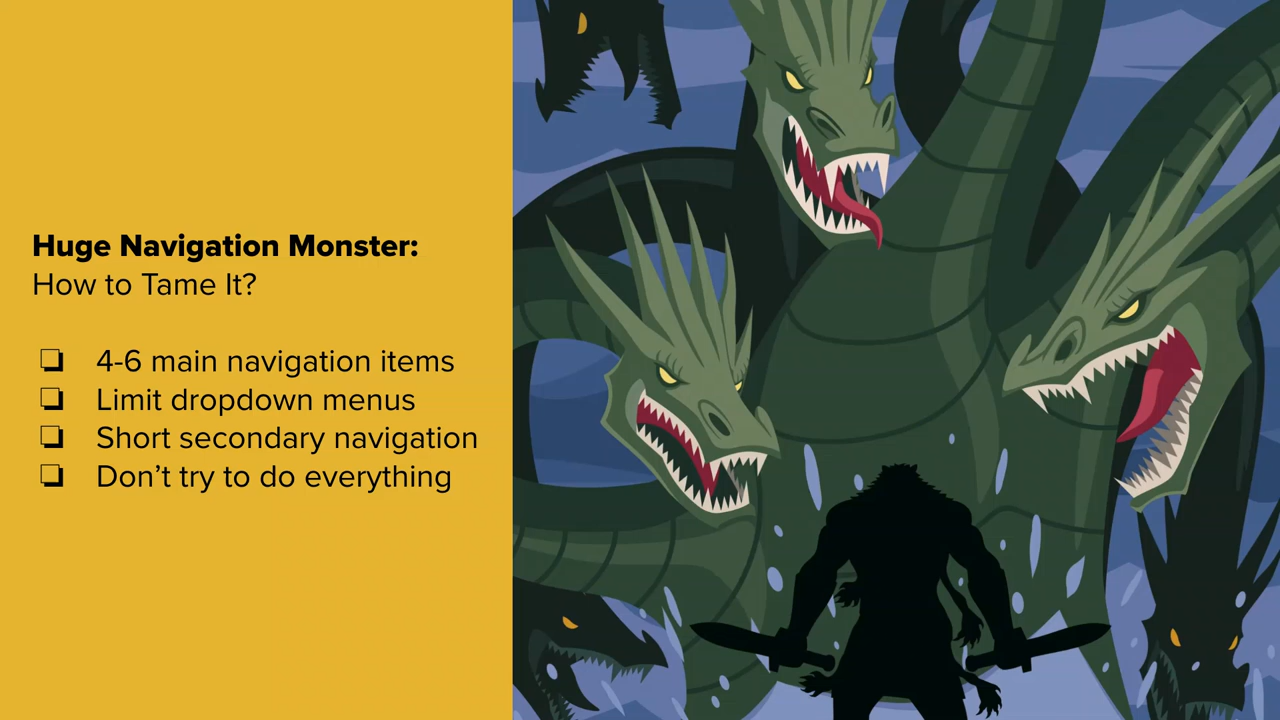 Huge Navigation Monster:
How to Tame It?
❏ 4-6 main navigation items
❏ Limit dropdown menus
❏ Short secondary navigation
❏ Don’t try to do everything